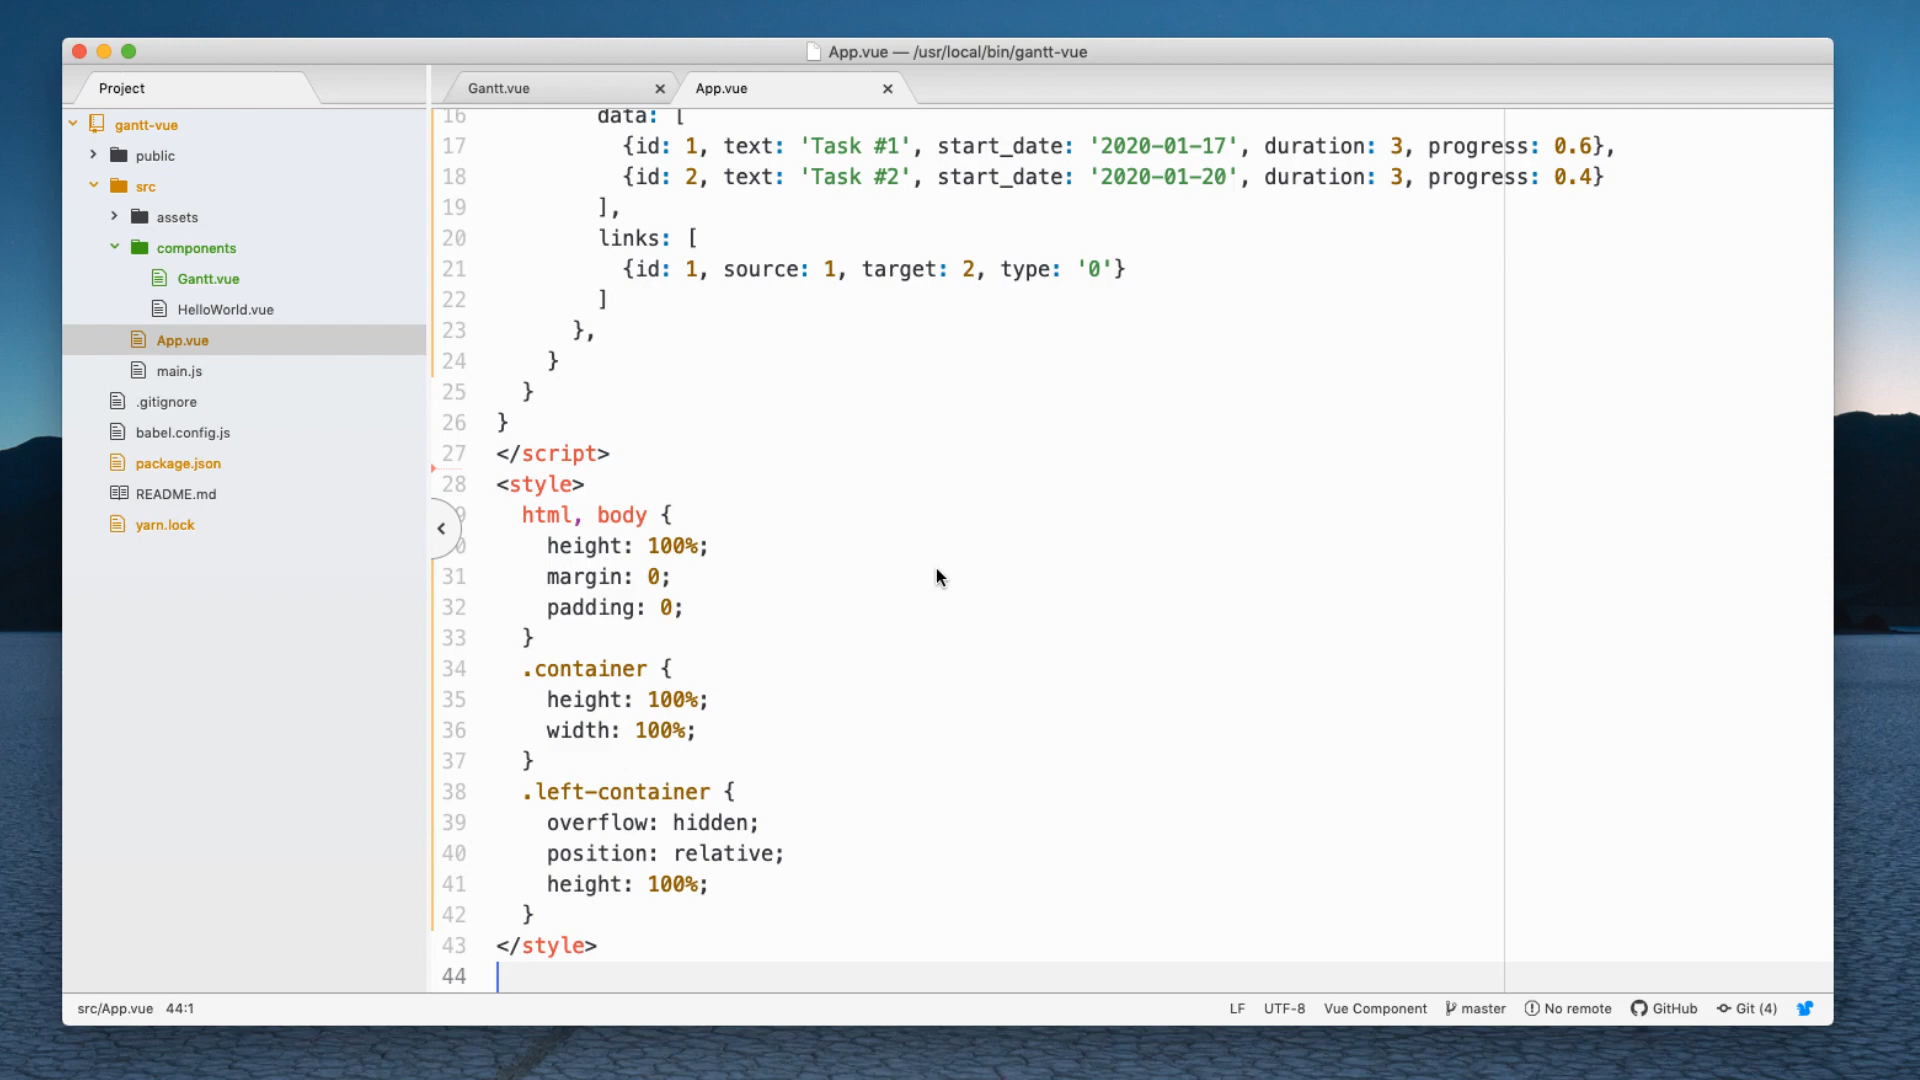 App.vue — /usr/local/bin/gantt-vue
Project
Gantt.vue
App.vue
gantt-vue
public
src
assets
components
Gantt.vue
HelloWorld.vue
App.vue
main.js
.gitignore
babel.config.js
package.json
README.md
yarn.lock
16 data: [
17 {id: 1, text: 'Task #1', start_date: '2020-01-17', duration: 3, progress: 0.6},
18 {id: 2, text: 'Task #2', start_date: '2020-01-20', duration: 3, progress: 0.4}
19 ],
20 links: [
21 {id: 1, source: 1, target: 2, type: '0'}
22 ]
23 },
24 }
25 }
26 }
27 </script>
28 <style>
9 html, body {
0 height: 100%;
31 margin: 0;
32 padding: 0;
33 }
34 .container {
35 height: 100%;
36 width: 100%;
37 }
38 .left-container {
39 overflow: hidden;
40 position: relative;
41 height: 100%;
42 }
43 </style>
44
src/App.vue 44:1
LF UTF-8 Vue Component master No remote GitHub Git (4)